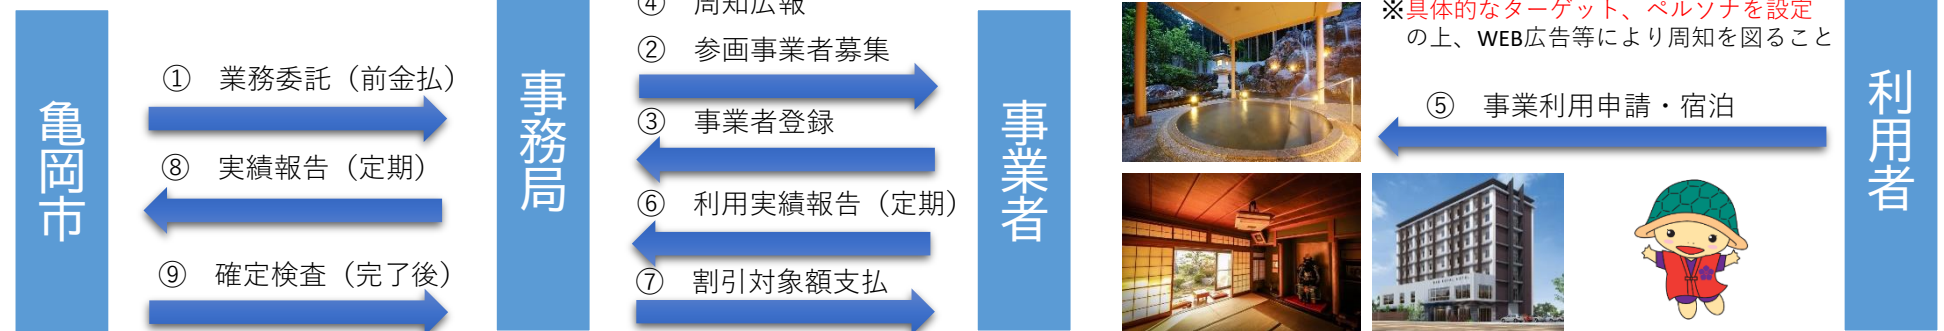 亀岡市
① 業務委託（前金払）
⑧ 実績報告（定期）
⑨ 確定検査（完了後）
事務局
④ 周知広報
② 参画事業者募集
③ 事業者登録
⑥ 利用実績報告（定期）
⑦ 割引対象額支払
事業者
※具体的なターゲット、ペルソナを設定
の上、WEB広告等により周知を図ること
⑤ 事業利用申請・宿泊
利用者